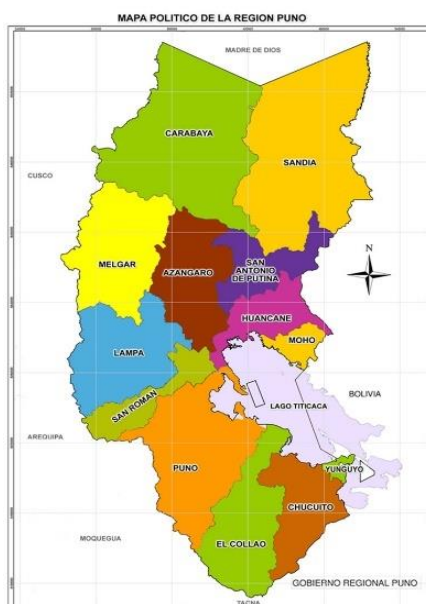 MAPA POLITICO DE LA REGION PUNO
MADRE DE DIOS
CARABAYA
SANDIA
CUSCO
MELGAR
AZANGARO
SAN
ANTONIO
DE PUTINA
N
HUANCANE
MOHO
LAMPA
BOLIVIA
LAGO TITICACA
SAN ROMAN
AREQUIPA
PUNO
YUNGUYO
CHUCUITO
MOQUEGUA
EL COLLAO
GOBIERNO REGIONAL PUNO
TACNA